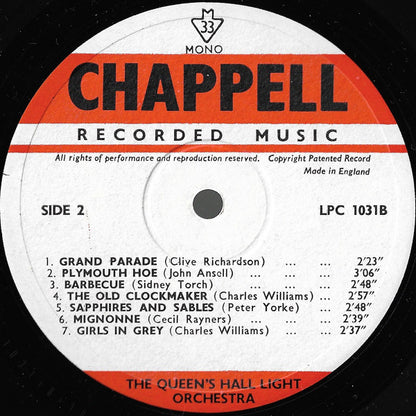 M
33
MONO
CHAPPELL
RECORDED MUSIC
All rights of performance and reproduction reserved. Copyright Patented Record
Made in England
SIDE 2 LPC 1031B
1. GRAND PARADE (Clive Richardson) ... ... 2'23"
2. PLYMOUTH HOE (John Ansell) ... ... ... 3'06"
3. BARBECUE (Sidney Torch) ... ... ... 2'48"
4. THE OLD CLOCKMAKER (Charles Williams) ... 2'57"
5. SAPPHIRES AND SABLES (Peter Yorke) ... 2'48"
6. MIGNONNE (Cecil Rayners) ... ... ... 2'39"
7. GIRLS IN GREY (Charles Williams) ... ... 2'37"
THE QUEEN'S HALL LIGHT
ORCHESTRA